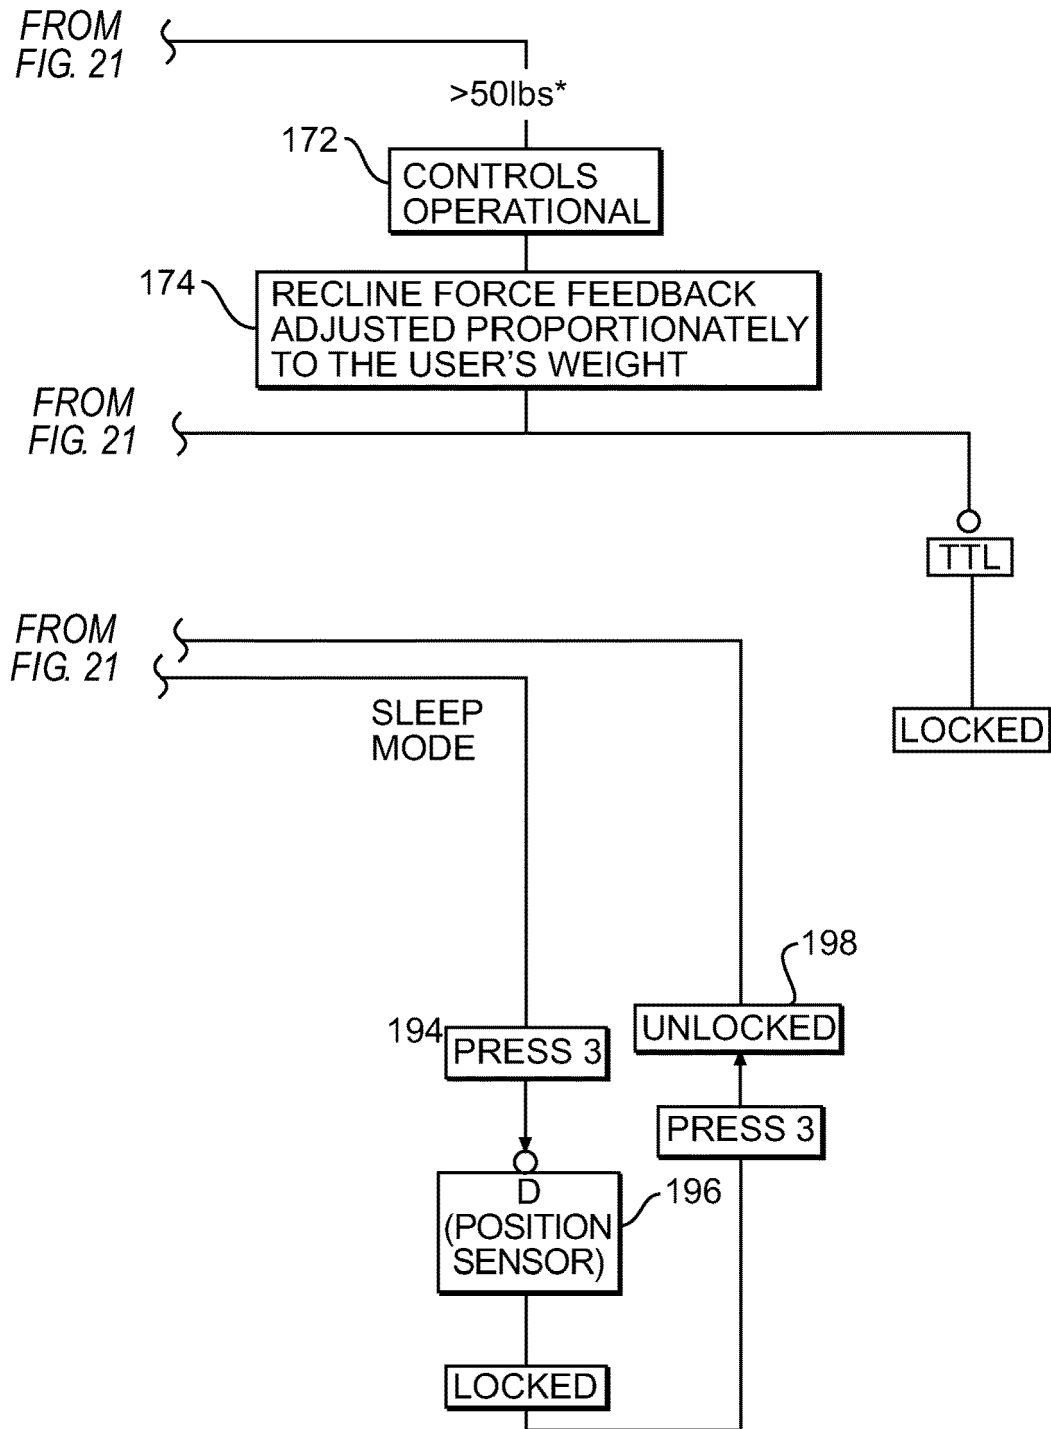 FROM
FIG. 21
>50lbs*
172
CONTROLS
OPERATIONAL
174
RECLINE FORCE FEEDBACK
ADJUSTED PROPORTIONATELY
TO THE USER'S WEIGHT
FROM
FIG. 21
TTL
LOCKED
FROM
FIG. 21
SLEEP
MODE
198
UNLOCKED
194
PRESS 3
PRESS 3
196
D
(POSITION
SENSOR)
LOCKED